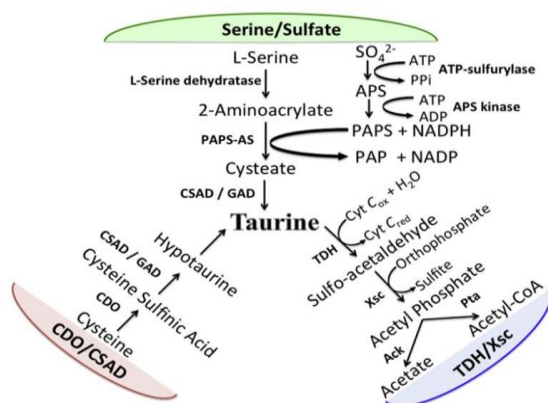 Serine/Sulfate
L-Serine
L-Serine dehydratase
2-Aminoacrylate
PAPS-AS
Cysteate
CSAD / GAD
SO₄²⁻
ATP
PPi
ATP-sulfurylase
APS
ATP
ADP
APS kinase
PAPS + NADPH
PAP + NADP
Taurine
Hypotaurine
CSAD / GAD
Cysteine Sulfinic Acid
CDO
Cysteine
CDO/CSAD
TDH
Cyt Cox + H₂O
Cyt Cred
Sulfo-acetaldehyde
Xsc
Orthophosphate
Sulfite
Acetyl Phosphate
Pta
Acetyl-CoA
Ack
Acetate
TDH/Xsc